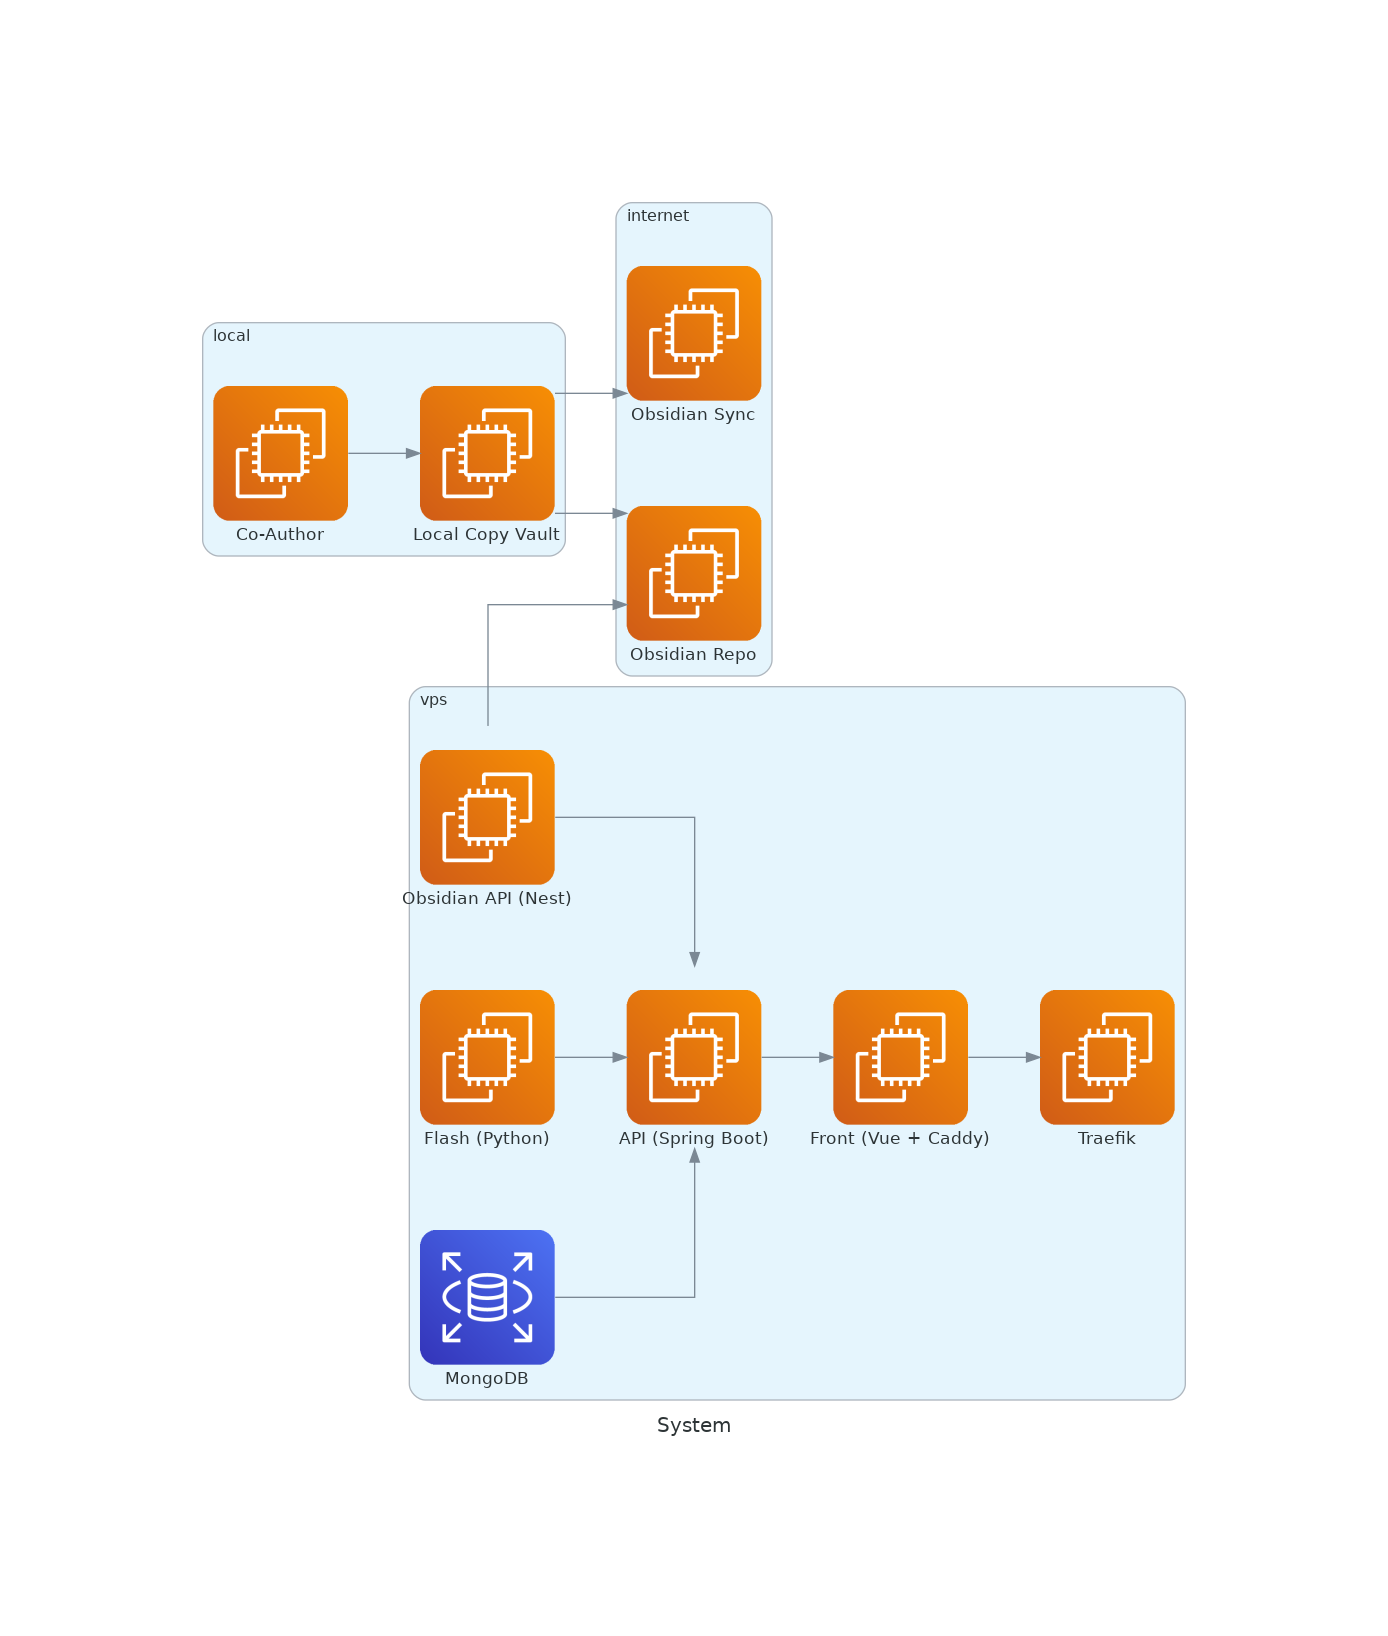 internet
Obsidian Sync
local
Co-Author
Local Copy Vault
Obsidian Repo
vps
Obsidian API (Nest)
Flash (Python)
API (Spring Boot)
Front (Vue + Caddy)
Traefik
MongoDB
System